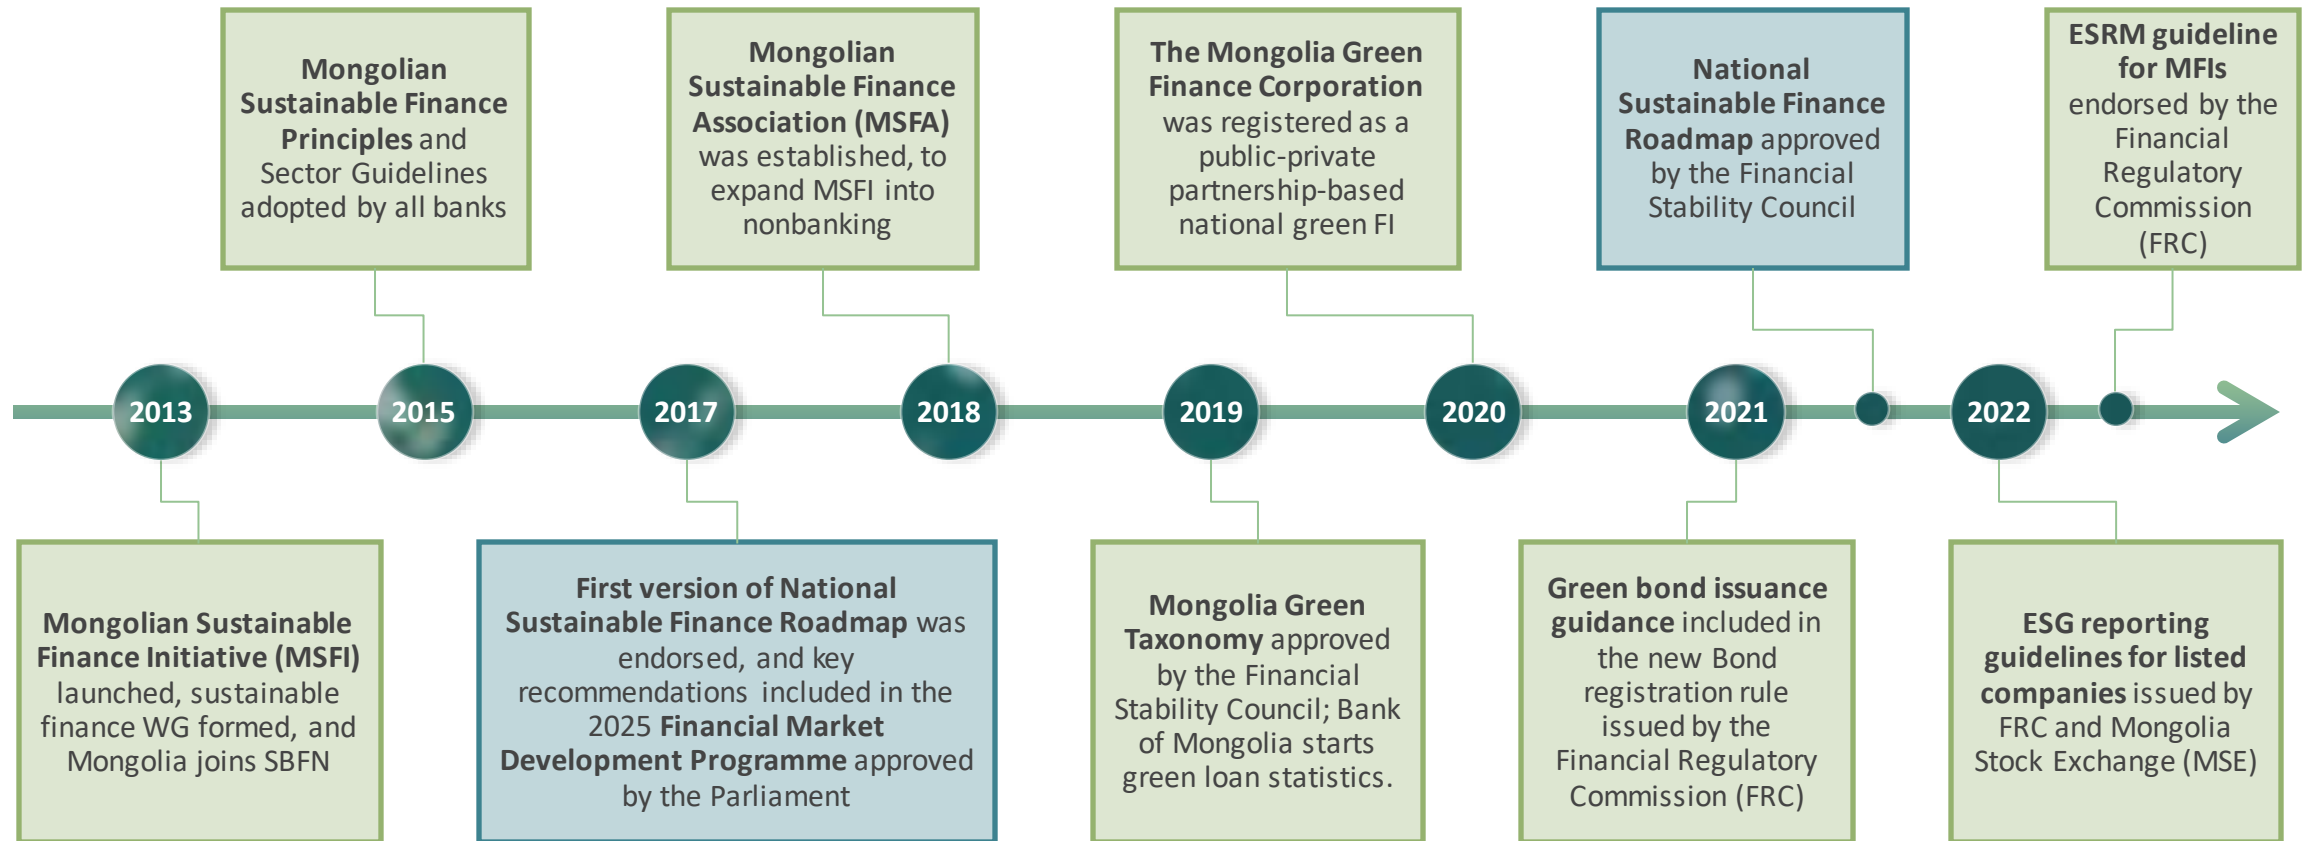 Mongolian
Sustainable Finance
Principles and
Sector Guidelines
adopted by all banks
Mongolian
Sustainable Finance
Association (MSFA)
was established, to
expand MSFI into
nonbanking
The Mongolia Green
Finance Corporation
was registered as a
public-private
partnership-based
national green FI
National
Sustainable Finance
Roadmap approved
by the Financial
Stability Council
ESRM guideline
for MFIs
endorsed by the
Financial
Regulatory
Commission
(FRC)
2013
2015
2017
2018
2019
2020
2021
2022
Mongolian Sustainable
Finance Initiative (MSFI)
launched, sustainable
finance WG formed, and
Mongolia joins SBFN
First version of National
Sustainable Finance Roadmap was
endorsed, and key
recommendations included in the
2025 Financial Market
Development Programme approved
by the Parliament
Mongolia Green
Taxonomy approved
by the Financial
Stability Council; Bank
of Mongolia starts
green loan statistics.
Green bond issuance
guidance included in
the new Bond
registration rule
issued by the
Financial Regulatory
Commission (FRC)
ESG reporting
guidelines for listed
companies issued by
FRC and Mongolia
Stock Exchange (MSE)